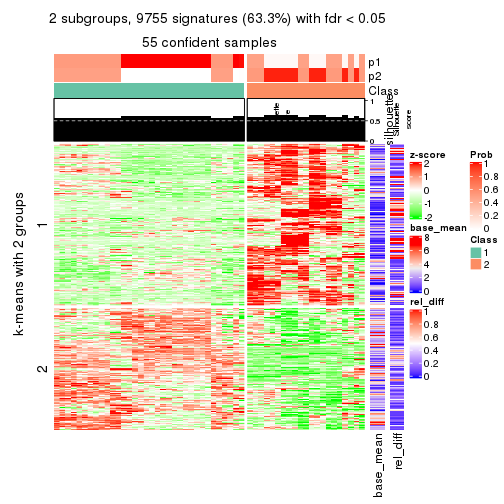 2 subgroups, 9755 signatures (63.3%) with fdr < 0.05
55 confident samples
p1
p2
Class
1
0.5
0
silhouette
Silhouette
score
k-means with 2 groups
1
2
base_mean
rel_diff
z-score
2
1
0
-1
-2
base_mean
8
6
4
2
0
rel_diff
1
0.8
0.6
0.4
0.2
0
Prob
1
0.8
0.6
0.4
0.2
0
Class
1
2